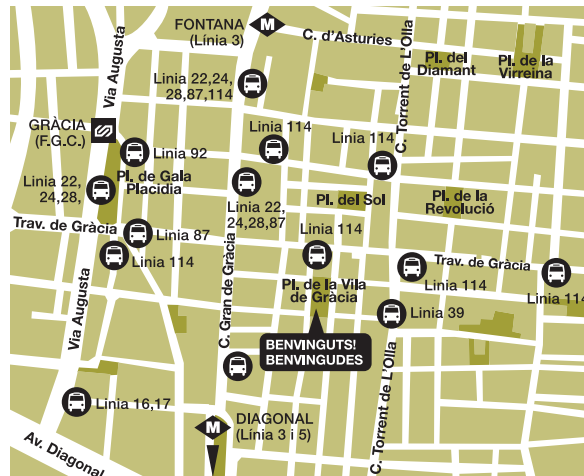 FONTANA
(Línia 3)
M
C. d'Asturies
Via Augusta
C. Torrent de L'Olla
Pl. del
Diamant
Pl. de la
Virreina
Linia 22,24,
28,87,114
GRÀCIA
(F.G.C.)
Linia 114
Linia 114
Linia 92
Pl. de Gala
Placidia
Linia 22,
24,28,
Linia 22,
24,28,87
Pl. del Sol
Pl. de la
Revolució
Trav. de Gràcia
Linia 87
Linia 114
Linia 114
Trav. de Gràcia
Linia 114
Linia 114
Pl. de la Vila
de Gràcia
C. Gran de Gràcia
Via Augusta
Linia 39
BENVINGUTS!
BENVINGUDES
C. Torrent de L'Olla
Linia 16,17
M
DIAGONAL
(Línia 3 i 5)
Av. Diagonal